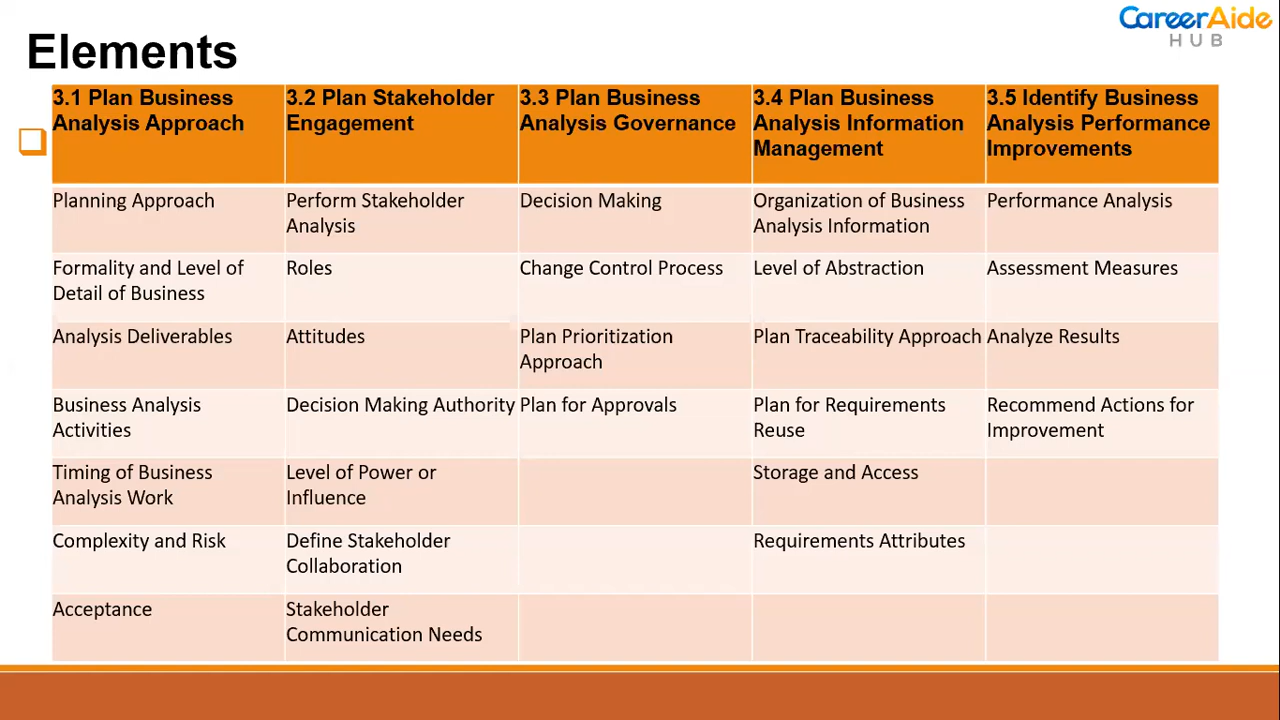 CareerAide
HUB
Elements
3.1 Plan Business
Analysis Approach
3.2 Plan Stakeholder
Engagement
3.3 Plan Business
Analysis Governance
3.4 Plan Business
Analysis Information
Management
3.5 Identify Business
Analysis Performance
Improvements
Planning Approach
Perform Stakeholder
Analysis
Decision Making
Organization of Business
Analysis Information
Performance Analysis
Formality and Level of
Detail of Business
Roles
Change Control Process
Level of Abstraction
Assessment Measures
Analysis Deliverables
Attitudes
Plan Prioritization
Approach
Plan Traceability Approach
Analyze Results
Business Analysis
Activities
Decision Making Authority
Plan for Approvals
Plan for Requirements
Reuse
Recommend Actions for
Improvement
Timing of Business
Analysis Work
Level of Power or
Influence
Storage and Access
Complexity and Risk
Define Stakeholder
Collaboration
Requirements Attributes
Acceptance
Stakeholder
Communication Needs